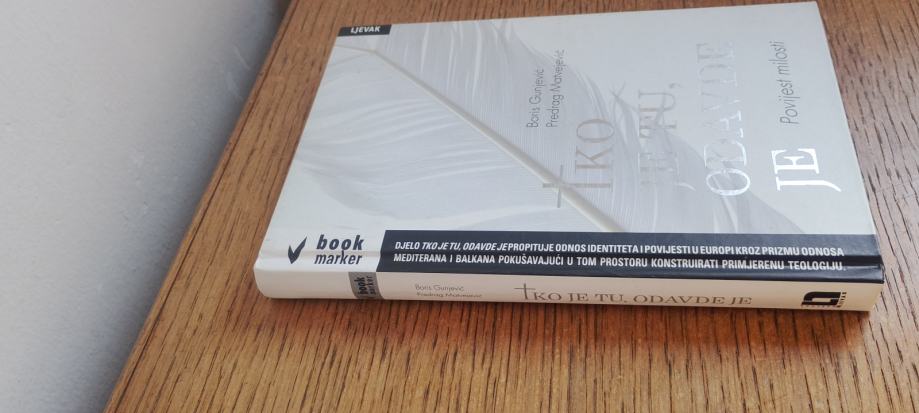 LJEVAK
Boris Gunjević
Predrag Matvejević
TKO
JE TU,
ODAVDE
JE
Povijest milosti
book
marker
DJELO TKO JE TU, ODAVDE JE PROPITUJE ODNOS IDENTITETA I POVIJESTI U EUROPI KROZ PRIZMU ODNOSA
MEDITERANA I BALKANA POKUŠAVAJUĆI U TOM PROSTORU KONSTRUIRATI PRIMJERENU TEOLOGIJU.
book
marker
Boris Gunjević
Predrag Matvejević
TKO JE TU, ODAVDE JE